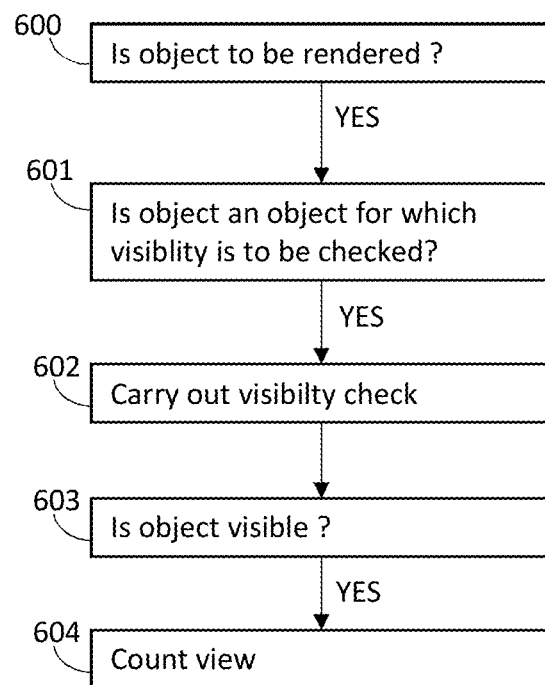 600
Is object to be rendered ?
YES
601
Is object an object for which
visiblity is to be checked?
YES
602
Carry out visibilty check
603
Is object visible ?
YES
604
Count view